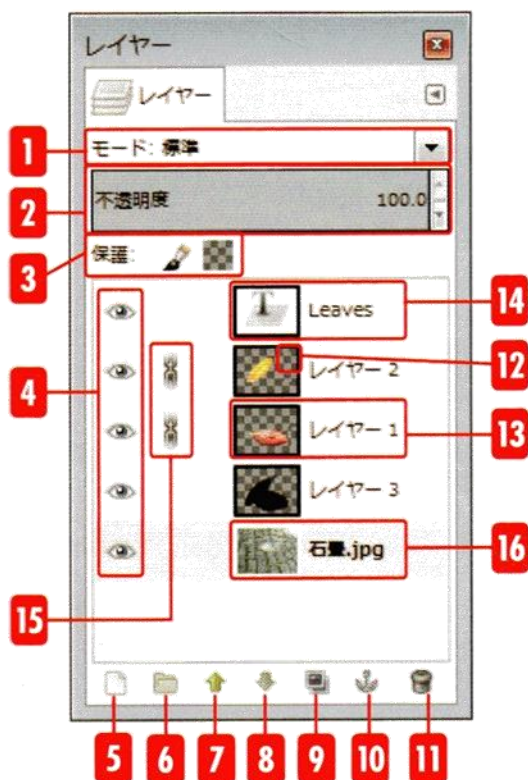 レイヤー
レイヤー
1
モード: 標準
2
不透明度 100.0
3
保護:
Leaves
14
4
レイヤー 2
12
レイヤー 1
13
レイヤー 3
石畳.jpg
16
15
5 6 7 8 9 10 11